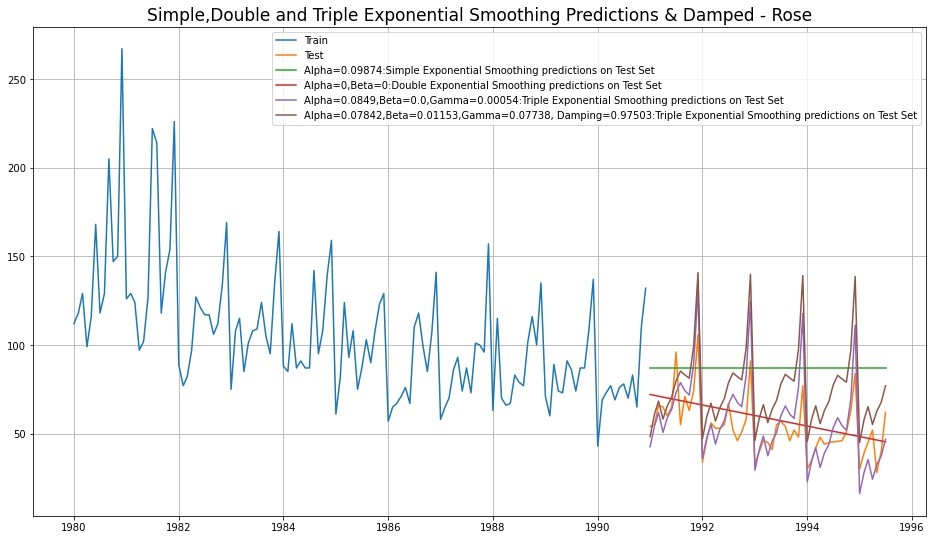 Simple,Double and Triple Exponential Smoothing Predictions & Damped - Rose
Train
Test
Alpha=0.09874:Simple Exponential Smoothing predictions on Test Set
Alpha=0,Beta=0:Double Exponential Smoothing predictions on Test Set
Alpha=0.0849,Beta=0.0,Gamma=0.00054:Triple Exponential Smoothing predictions on Test Set
Alpha=0.07842,Beta=0.01153,Gamma=0.07738, Damping=0.97503:Triple Exponential Smoothing predictions on Test Set
250
200
150
100
50
1980 1982 1984 1986 1988 1990 1992 1994 1996